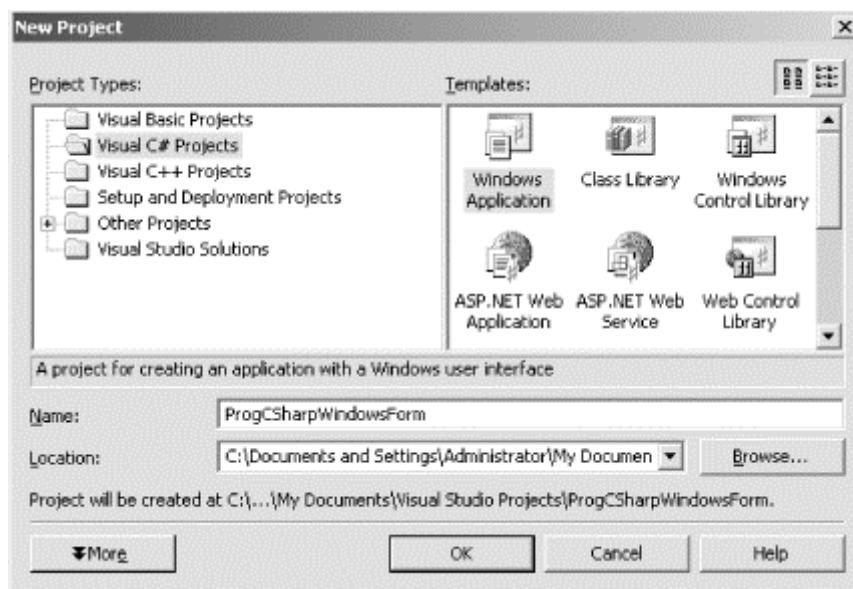 New Project
Project Types:
Templates:
Visual Basic Projects
Visual C# Projects
Visual C++ Projects
Setup and Deployment Projects
Other Projects
Visual Studio Solutions
Windows Application
Class Library
Windows Control Library
ASP.NET Web Application
ASP.NET Web Service
Web Control Library
A project for creating an application with a Windows user interface
Name:
ProgCSharpWindowsForm
Location:
C:\Documents and Settings\Administrator\My Documen
Browse...
Project will be created at C:\...\My Documents\Visual Studio Projects\ProgCSharpWindowsForm.
More
OK
Cancel
Help